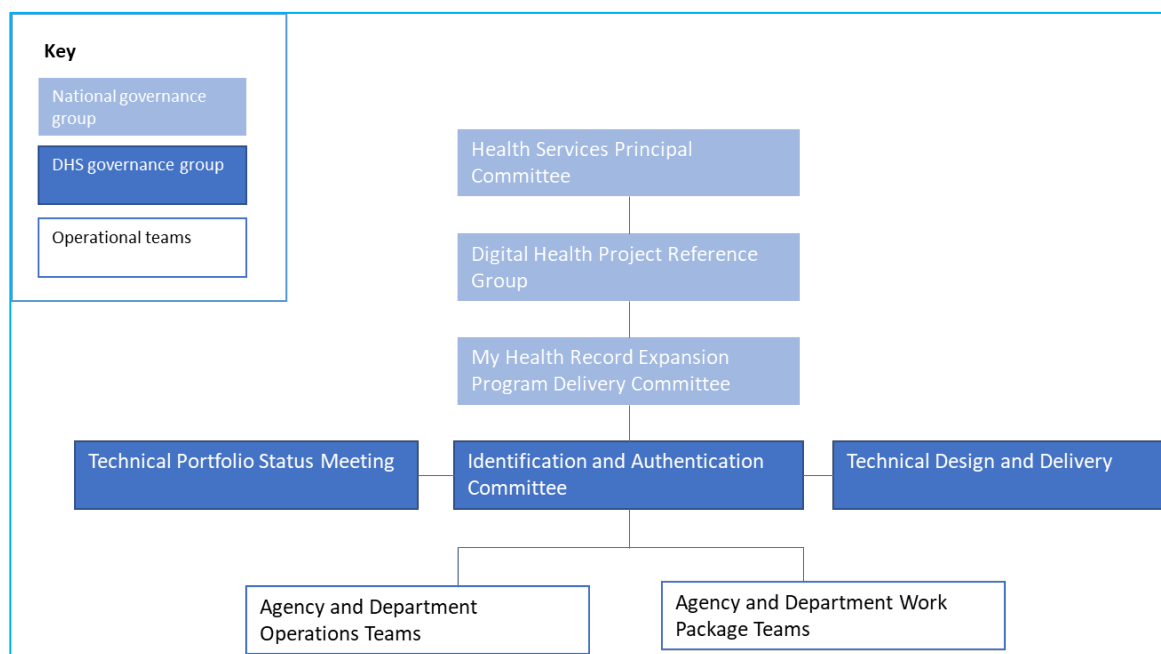 Key
National governance
group
DHS governance group
Operational teams
Health Services Principal
Committee
Digital Health Project Reference
Group
My Health Record Expansion
Program Delivery Committee
Technical Portfolio Status Meeting
Identification and Authentication
Committee
Technical Design and Delivery
Agency and Department
Operations Teams
Agency and Department Work
Package Teams